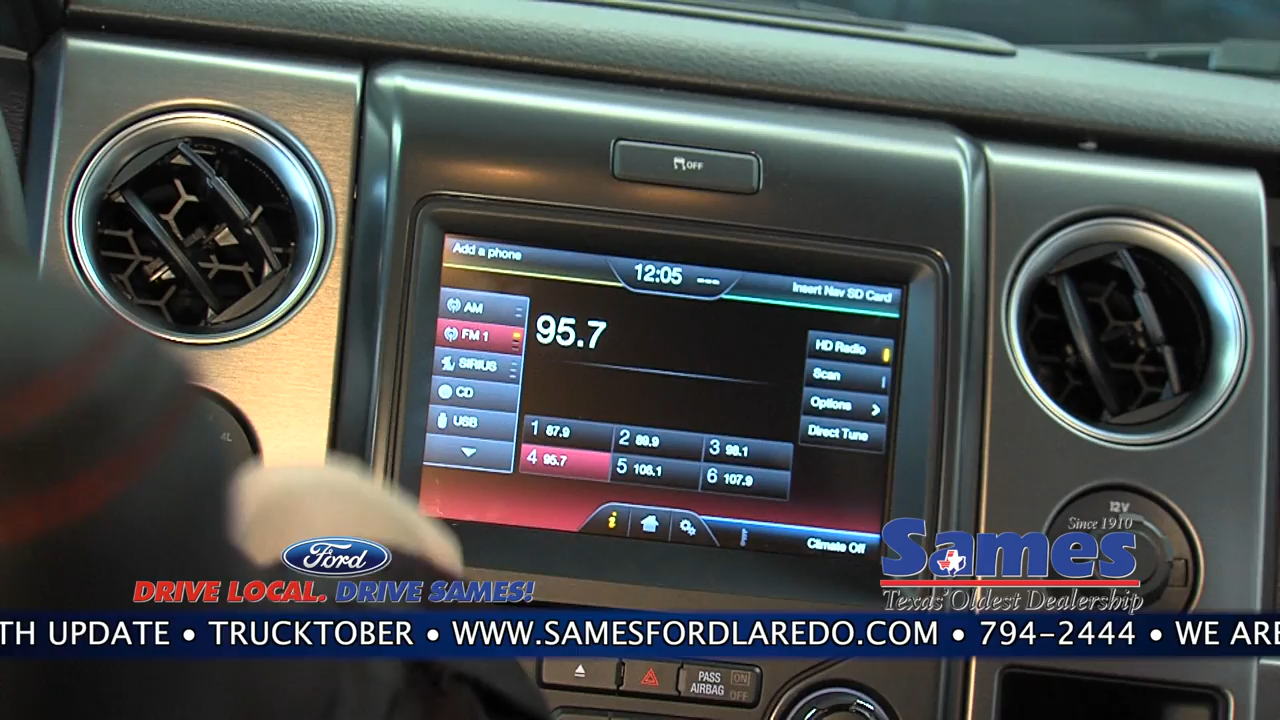 OFF
Add a phone
12:05 ---
Insert Nav SD Card
AM
FM 1
SIRIUS
CD
USB
95.7
HD Radio
Scan
Options
Direct Tune
1 87.9
2 89.9
3 98.1
4 95.7
5 106.1
6 107.9
Climate Off
4L
12V
Ford
DRIVE LOCAL. DRIVE SAMES!
Since 1910
Sames
Texas' Oldest Dealership
TH UPDATE • TRUCKTOBER • WWW.SAMESFORDLAREDO.COM • 794-2444 • WE ARE
PASS AIRBAG
ON
OFF